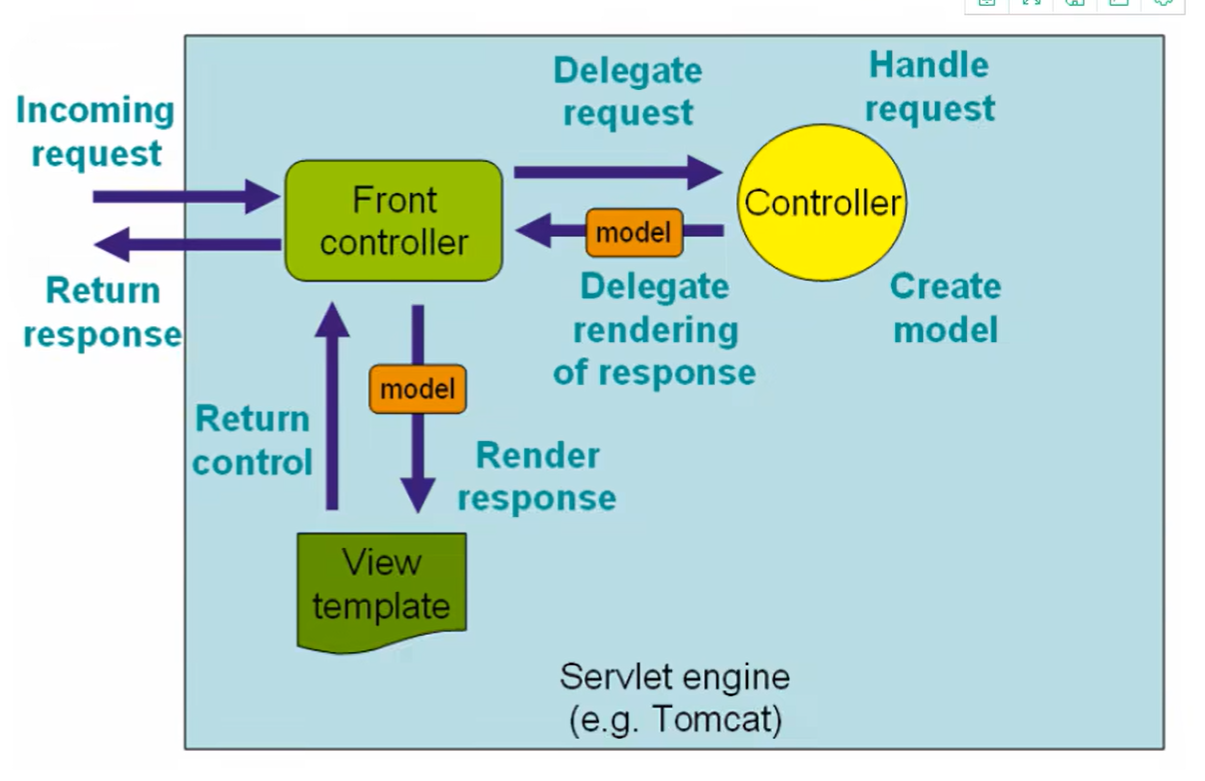 Incoming
request
Return
response
Front
controller
Delegate
request
Handle
request
Controller
model
Delegate
rendering
of response
Create
model
Return
control
model
Render
response
View
template
Servlet engine
(e.g. Tomcat)